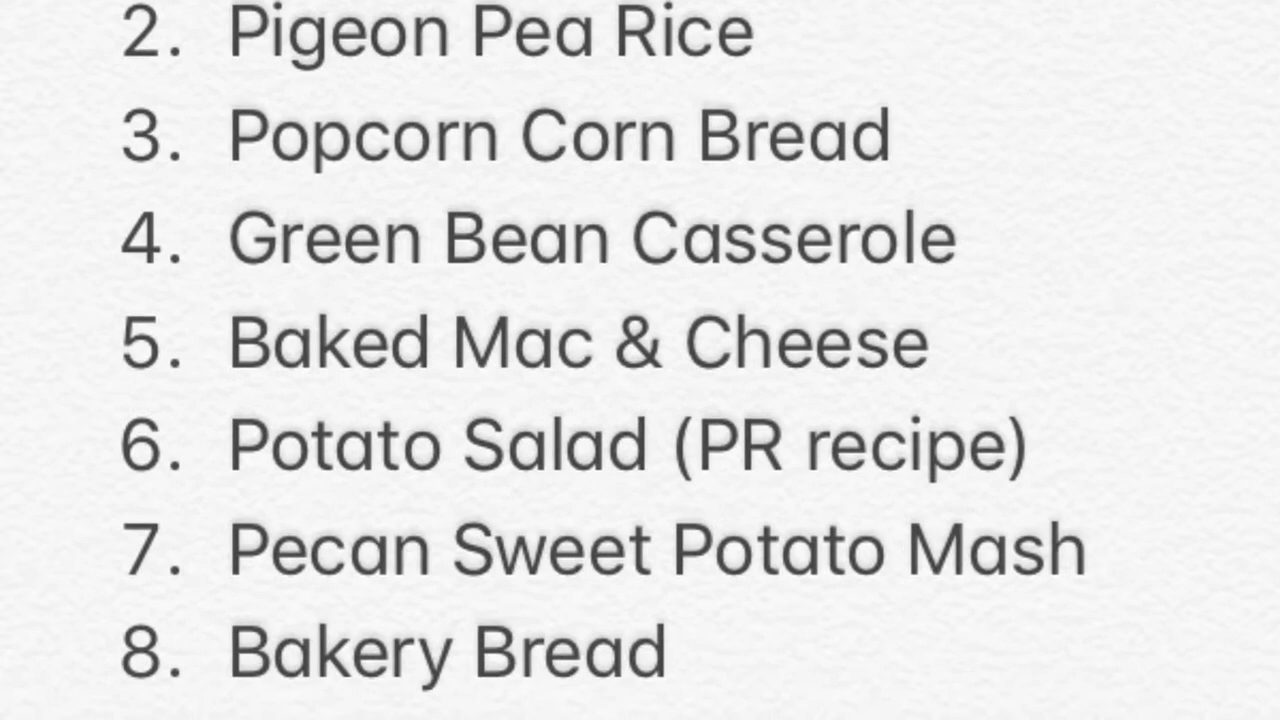 2. Pigeon Pea Rice
3. Popcorn Corn Bread
4. Green Bean Casserole
5. Baked Mac & Cheese
6. Potato Salad (PR recipe)
7. Pecan Sweet Potato Mash
8. Bakery Bread